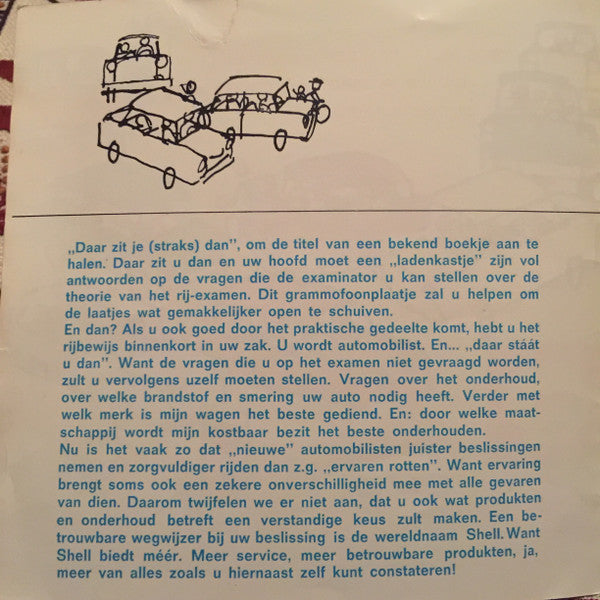 „Daar zit je (straks) dan”, om de titel van een bekend boekje aan te
halen. Daar zit u dan en uw hoofd moet een „ladenkastje” zijn vol
antwoorden op de vragen die de examinator u kan stellen over de
theorie van het rij-examen. Dit grammofoonplaatje zal u helpen om
de laatjes wat gemakkelijker open te schuiven.
En dan? Als u ook goed door het praktische gedeelte komt, hebt u het
rijbewijs binnenkort in uw zak. U wordt automobilist. En... „daar stáát
u dan”. Want de vragen die u op het examen niet gevraagd worden,
zult u vervolgens uzelf moeten stellen. Vragen over het onderhoud,
over welke brandstof en smering uw auto nodig heeft. Verder met
welk merk is mijn wagen het beste gediend. En: door welke maat-
schappij wordt mijn kostbaar bezit het beste onderhouden.
Nu is het vaak zo dat „nieuwe” automobilisten juister beslissingen
nemen en zorgvuldiger rijden dan z.g. „ervaren rotten”. Want ervaring
brengt soms ook een zekere onverschilligheid mee met alle gevaren
van dien. Daarom twijfelen we er niet aan, dat u ook wat produkten
en onderhoud betreft een verstandige keus zult maken. Een be-
trouwbare wegwijzer bij uw beslissing is de wereldnaam Shell. Want
Shell biedt méér. Meer service, meer betrouwbare produkten, ja,
meer van alles zoals u hiernaast zelf kunt constateren!